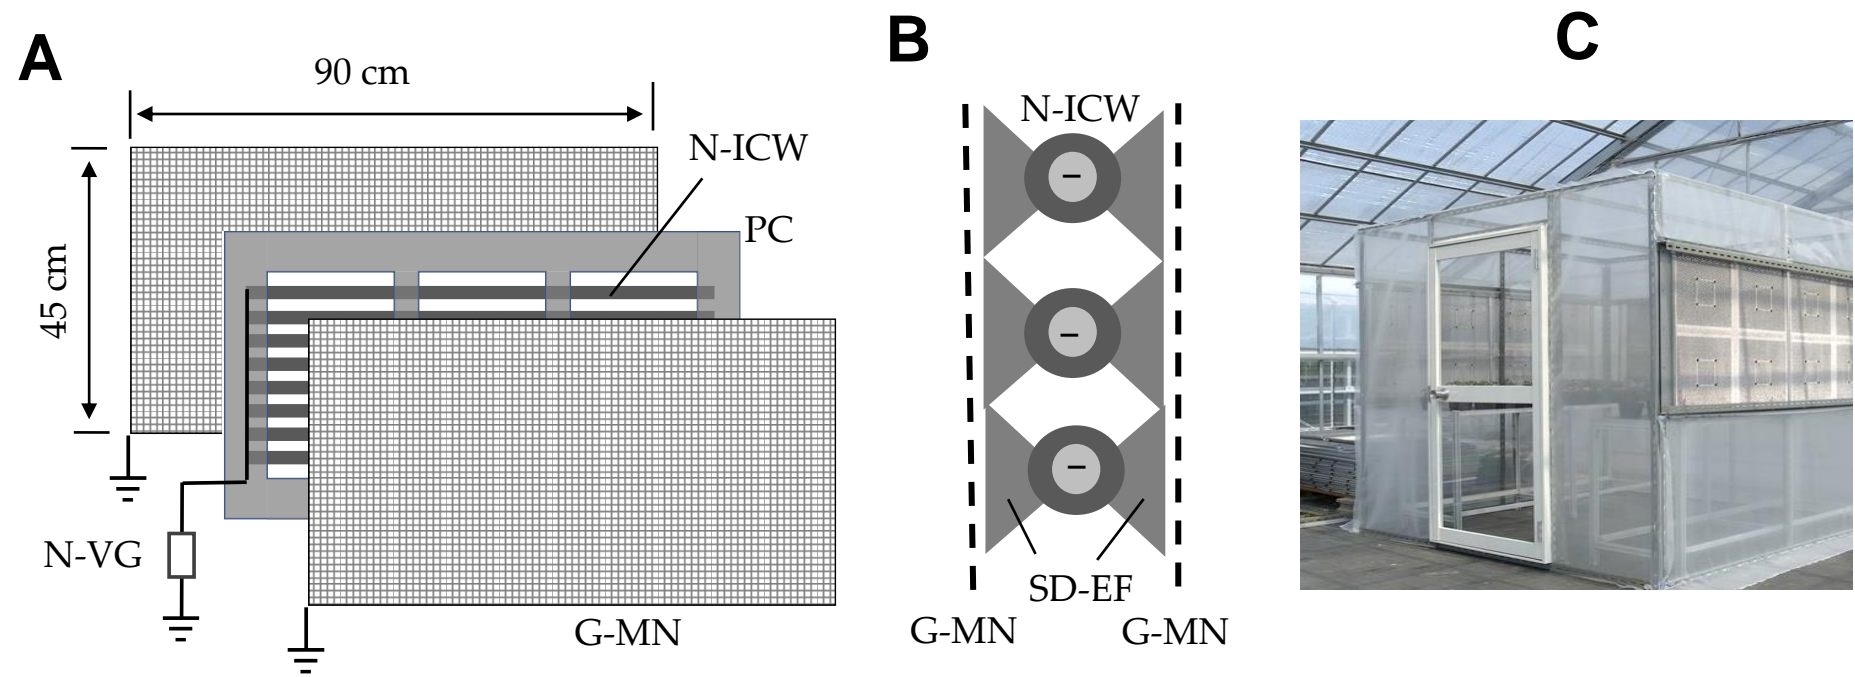 A
90 cm
45 cm
N-ICW
PC
N-VG
G-MN
B
N-ICW
−
−
−
SD-EF
G-MN
G-MN
C